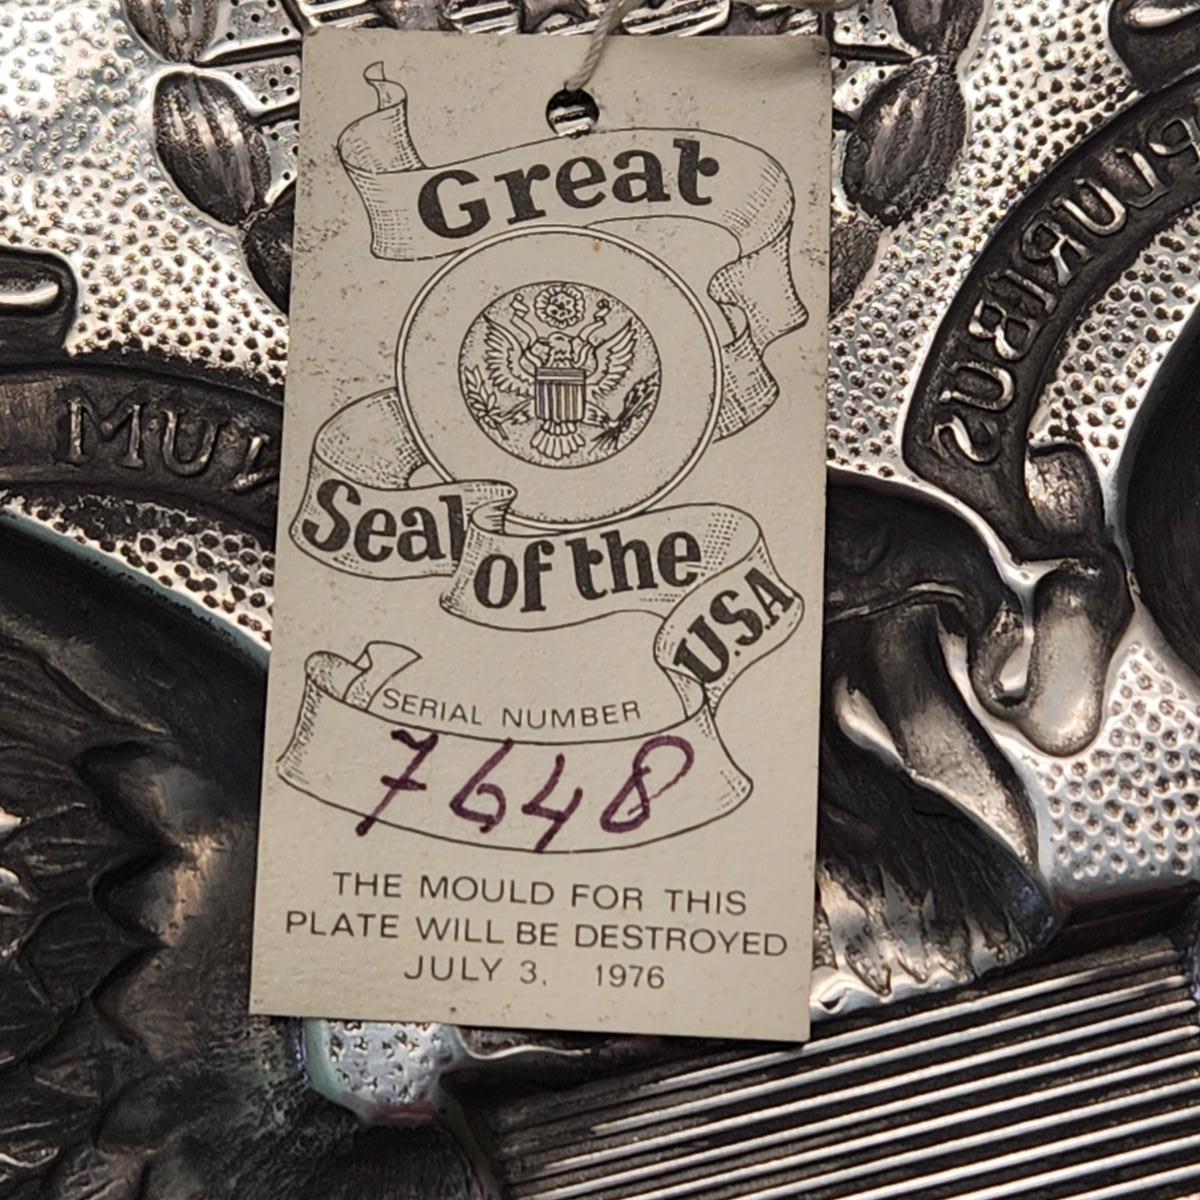 Great
Seal of the
U.S.A
SERIAL NUMBER
7648
THE MOULD FOR THIS
PLATE WILL BE DESTROYED
JULY 3, 1976
PLURIBUS